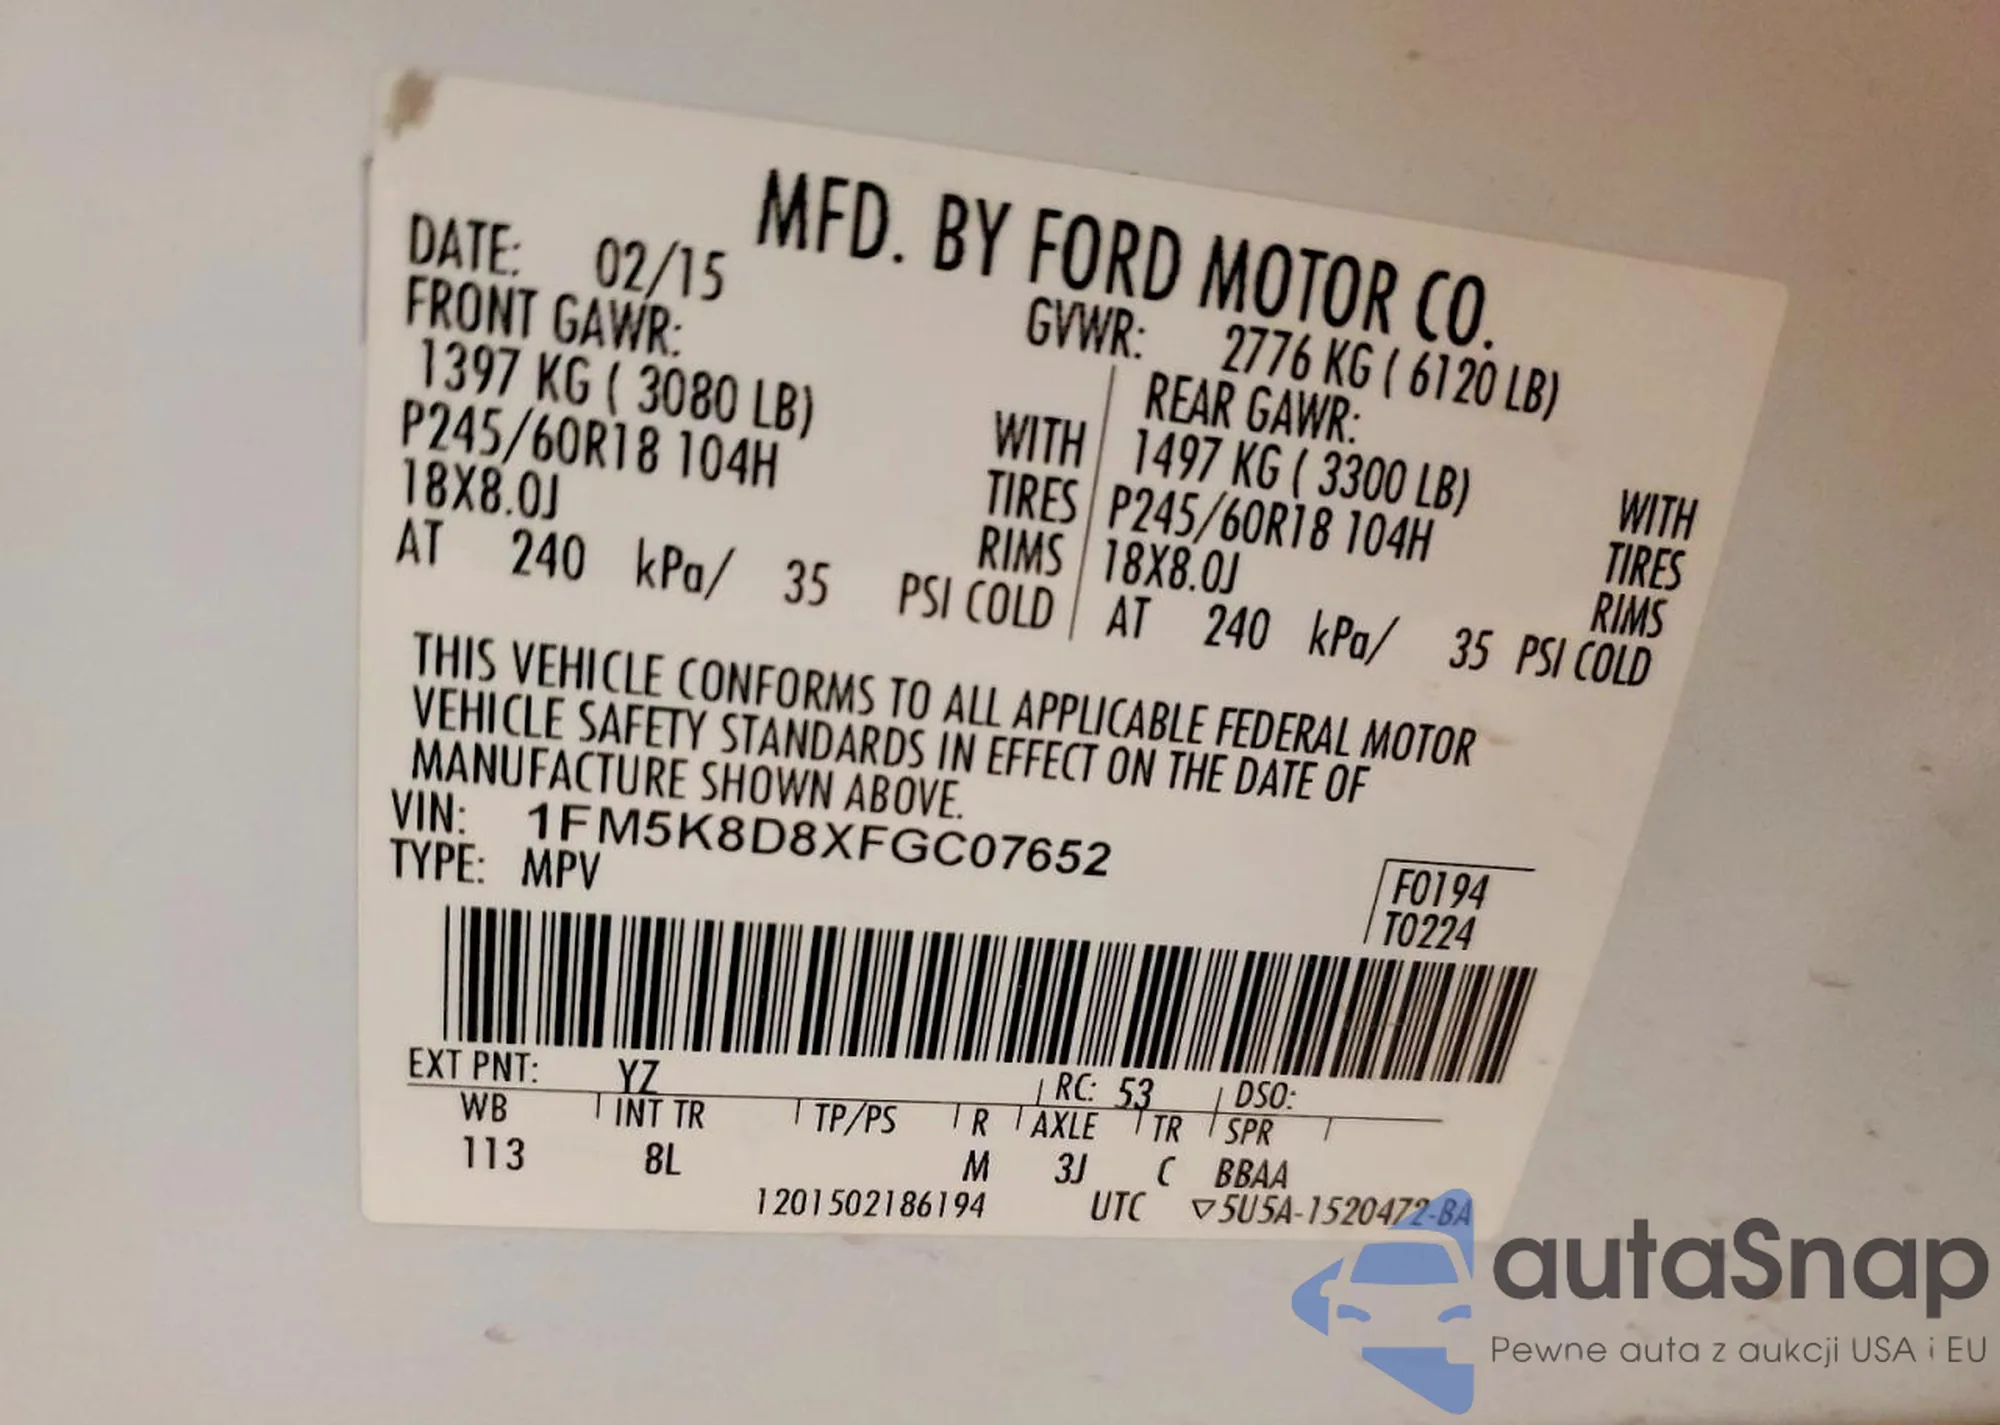 MFD. BY FORD MOTOR CO.
DATE: 02/15
GVWR: 2776 KG ( 6120 LB)
FRONT GAWR:
1397 KG ( 3080 LB) WITH
P245/60R18 104H TIRES
18X8.0J RIMS
AT 240 kPa/ 35 PSI COLD
REAR GAWR:
1497 KG ( 3300 LB) WITH
P245/60R18 104H TIRES
18X8.0J RIMS
AT 240 kPa/ 35 PSI COLD
THIS VEHICLE CONFORMS TO ALL APPLICABLE FEDERAL MOTOR
VEHICLE SAFETY STANDARDS IN EFFECT ON THE DATE OF
MANUFACTURE SHOWN ABOVE.
VIN: 1FM5K8D8XFGC07652
TYPE: MPV
F0194
T0224
EXT PNT: YZ RC: 53 DSO:
WB INT TR TP/PS R AXLE TR SPR
113 8L M 3J C BBAA
1201502186194 UTC ▽5U5A-1520472-BA
autaSnap
Pewne auta z aukcji USA i EU